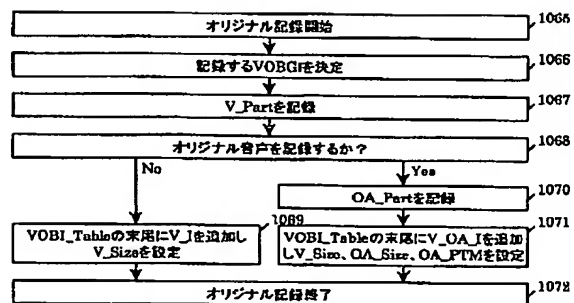 オリジナル記録開始 1065
記録するVOBGIを決定 1066
V_Partを記録 1067
オリジナル音声を記録するか? 1068
No
Yes
OA_Partを記録 1070
VOBI_Tableの末尾にV_Iを追加し
V_Sizeを設定 1069
VOBI_Tableの末尾にV_OA_Iを追加
しV_Size、OA_Size、OA_PTMを設定 1071
オリジナル記録終了 1072